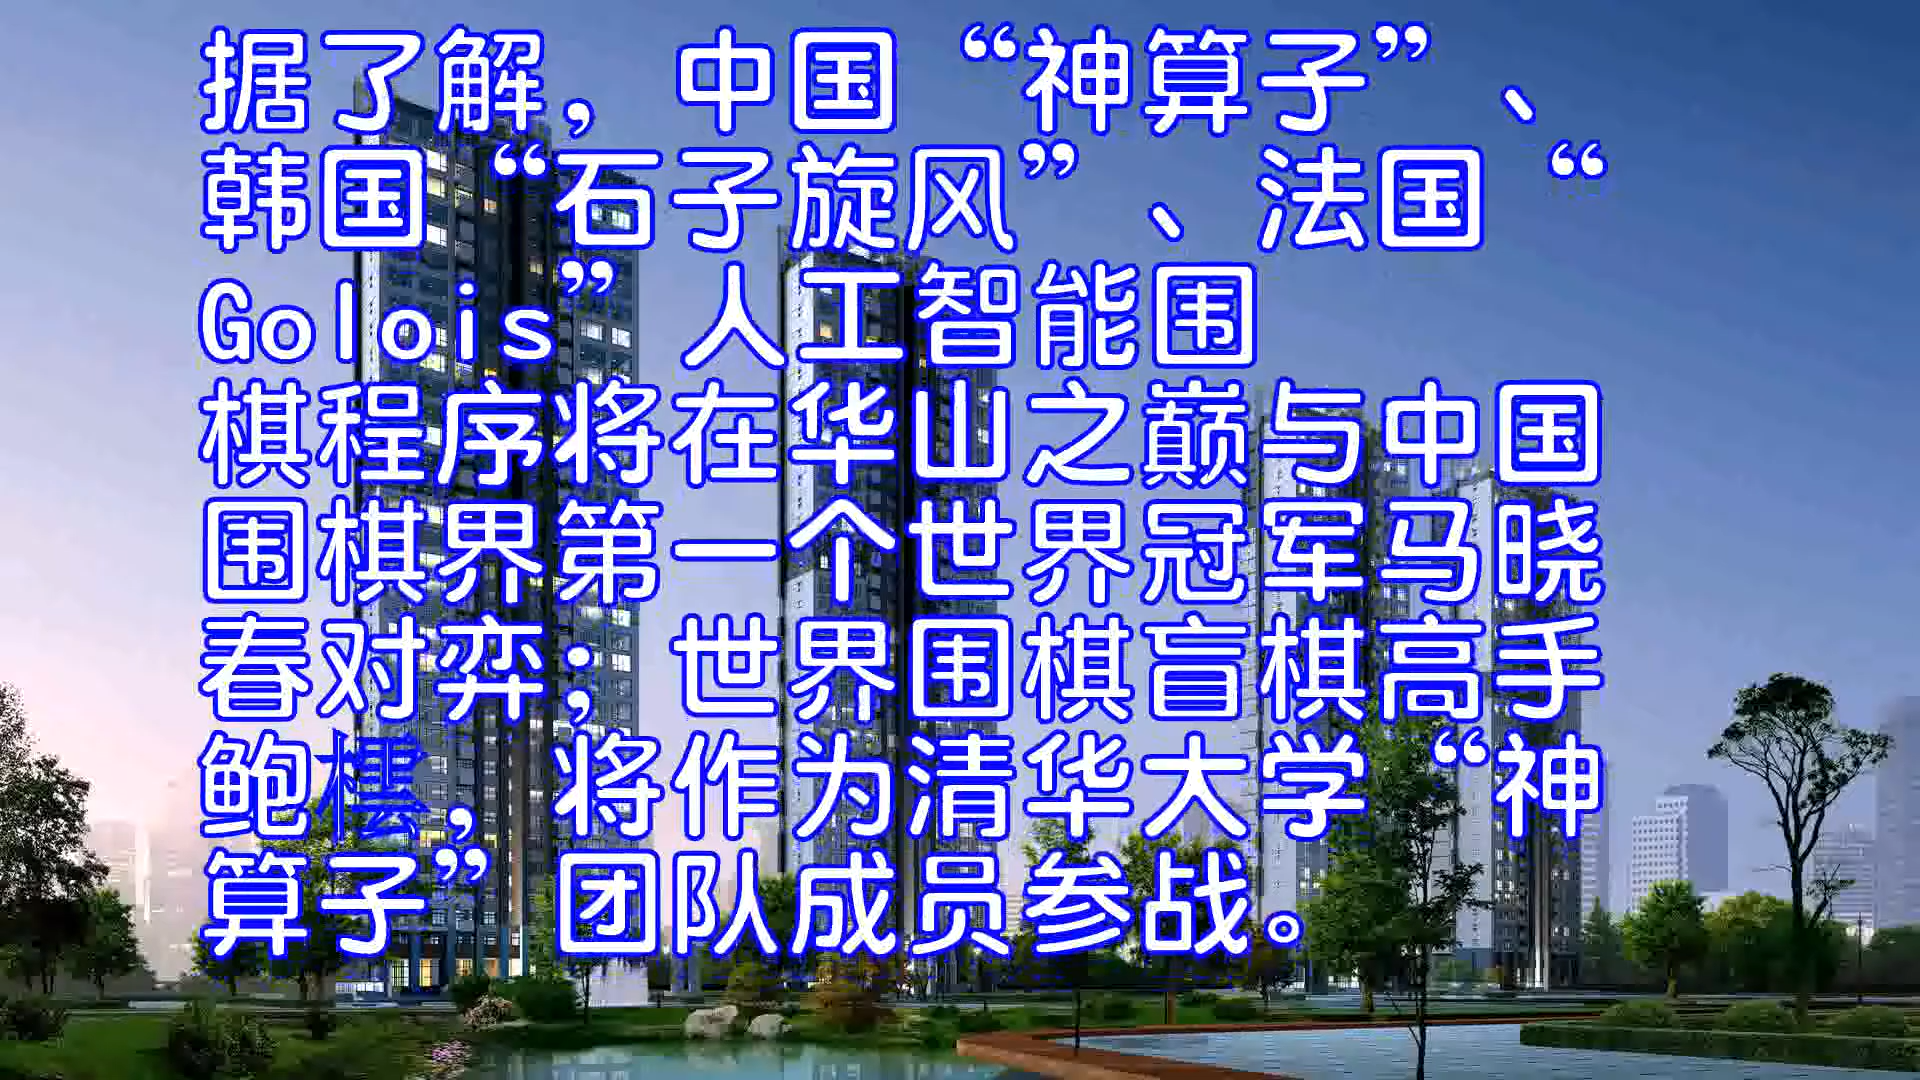 据了解，中国“神算子”、
韩国“石子旋风”、法国“
Golois”人工智能围
棋程序将在华山之巅与中国
围棋界第一个世界冠军马晓
春对弈；世界围棋盲棋高手
鲍橒，将作为清华大学“神
算子”团队成员参战。